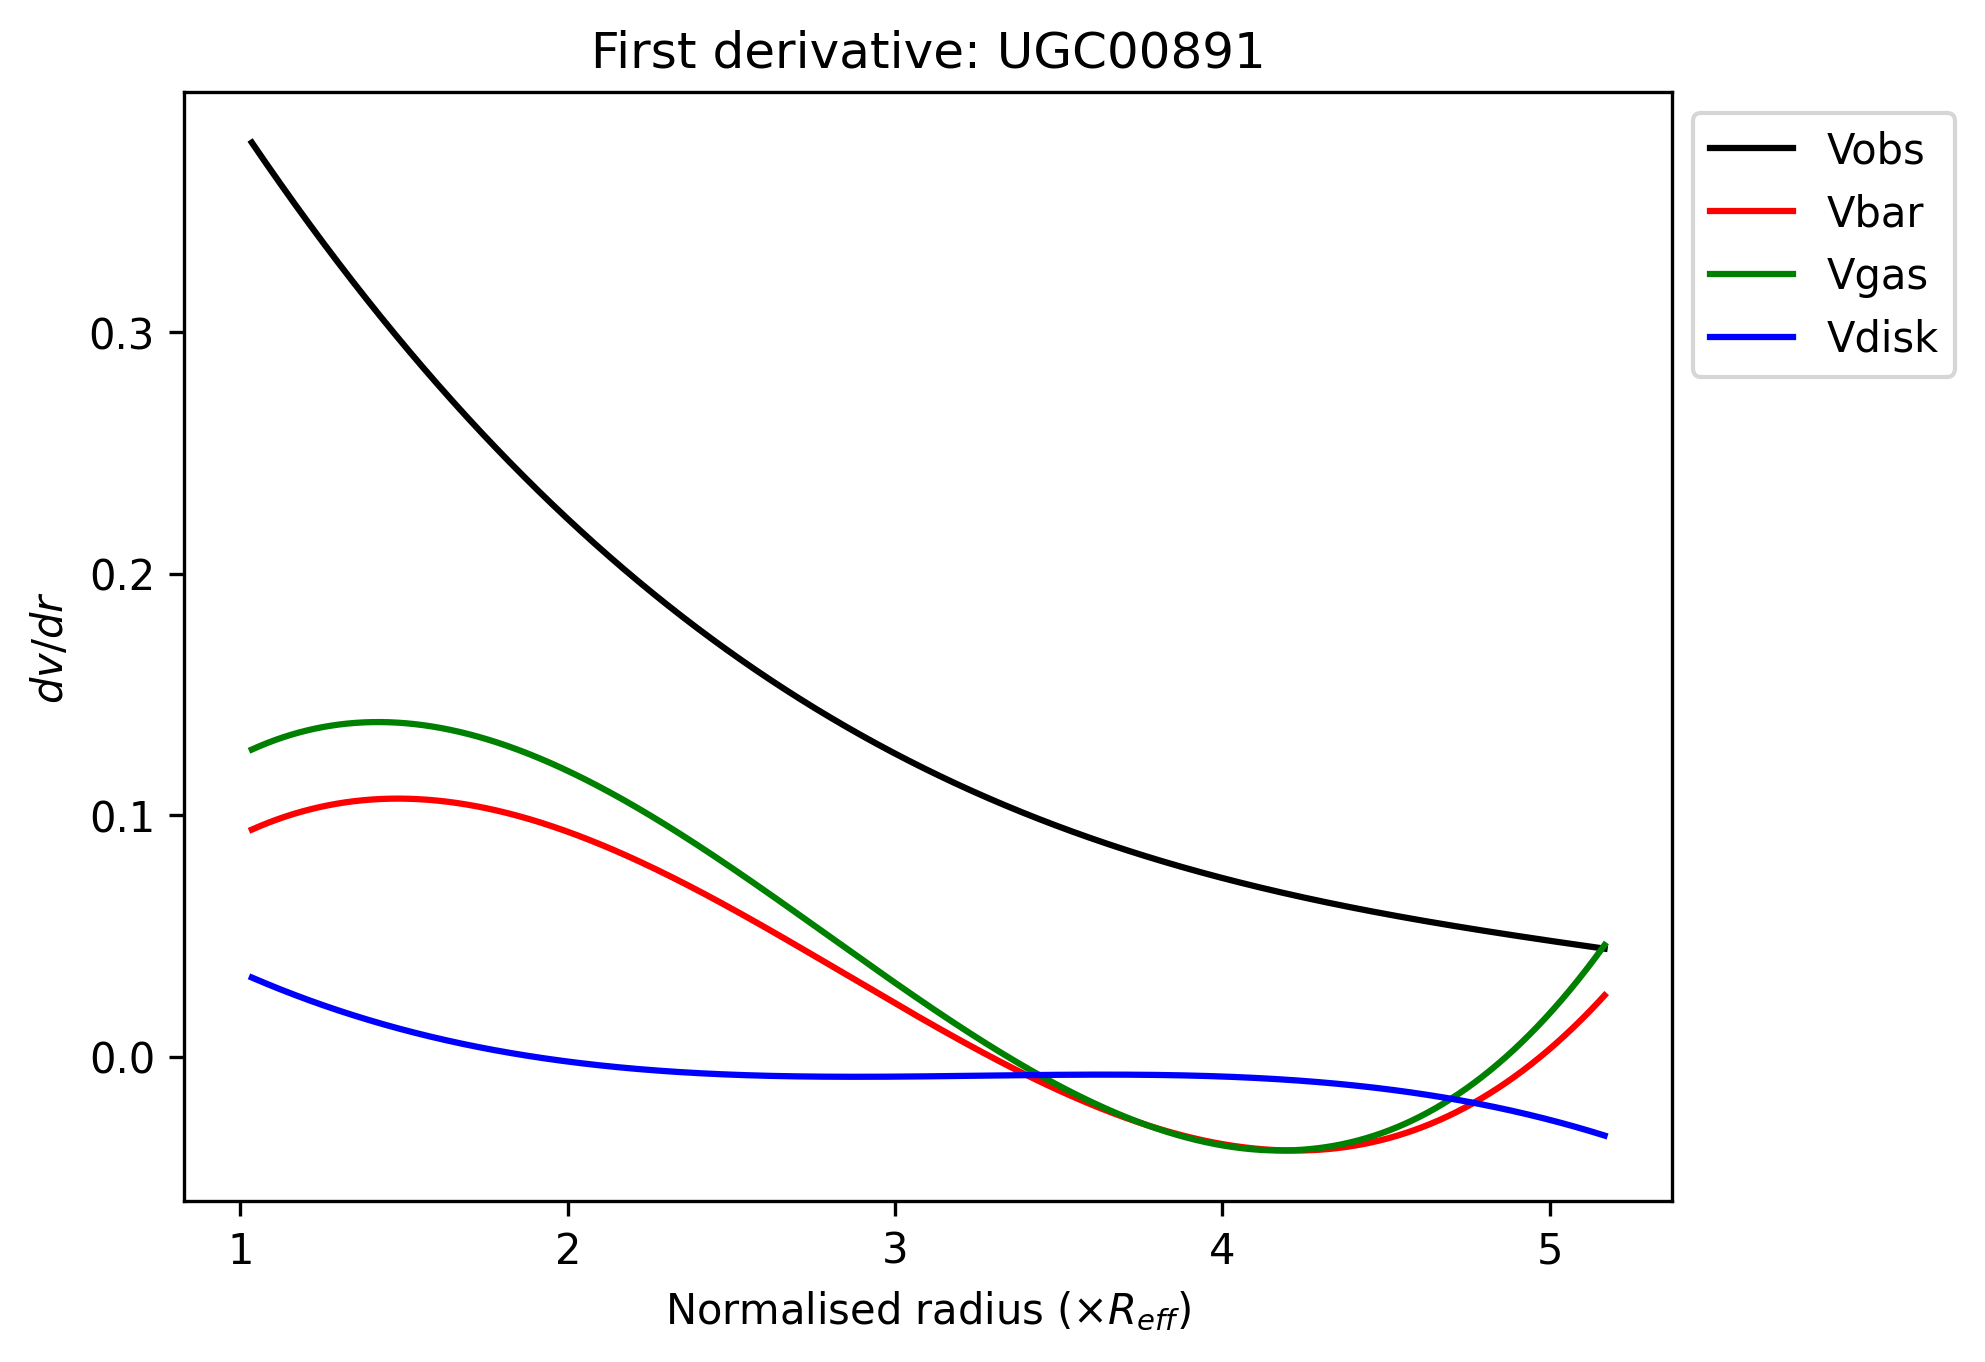 First derivative: UGC00891
Vobs
Vbar
Vgas
Vdisk
dv/dr
0.3
0.2
0.1
0.0
1 2 3 4 5
Normalised radius (×R_eff)